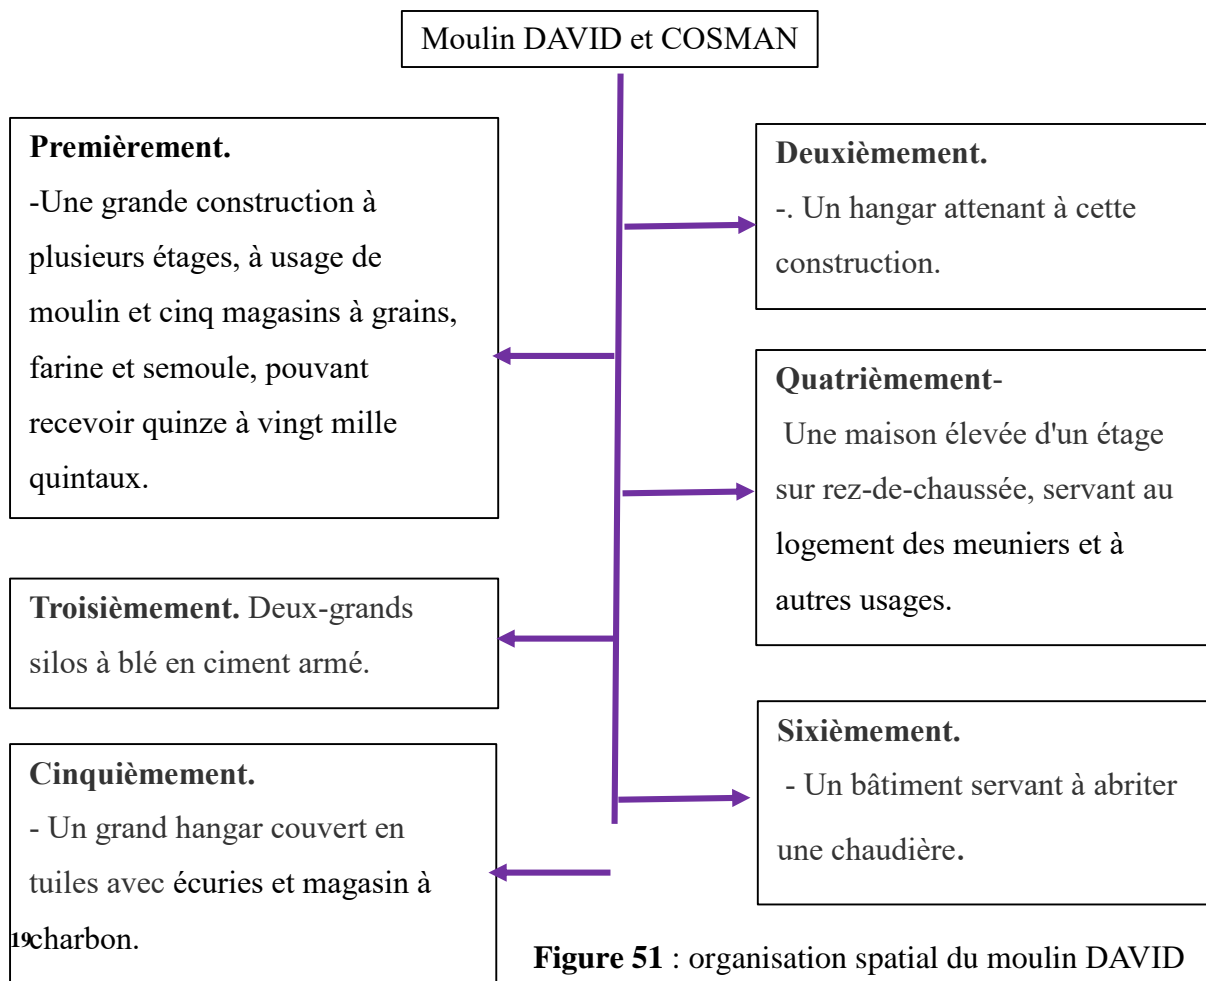 Moulin DAVID et COSMAN
Premièrement.
-Une grande construction à
plusieurs étages, à usage de
moulin et cinq magasins à grains,
farine et semoule, pouvant
recevoir quinze à vingt mille
quintaux.
Deuxièmement.
-. Un hangar attenant à cette
construction.
Troisièmement. Deux-grands
silos à blé en ciment armé.
Quatrièmement-
Une maison élevée d'un étage
sur rez-de-chaussée, servant au
logement des meuniers et à
autres usages.
Cinquièmement.
- Un grand hangar couvert en
tuiles avec écuries et magasin à
charbon.
Sixièmement.
- Un bâtiment servant à abriter
une chaudière.
19
Figure 51 : organisation spatial du moulin DAVID